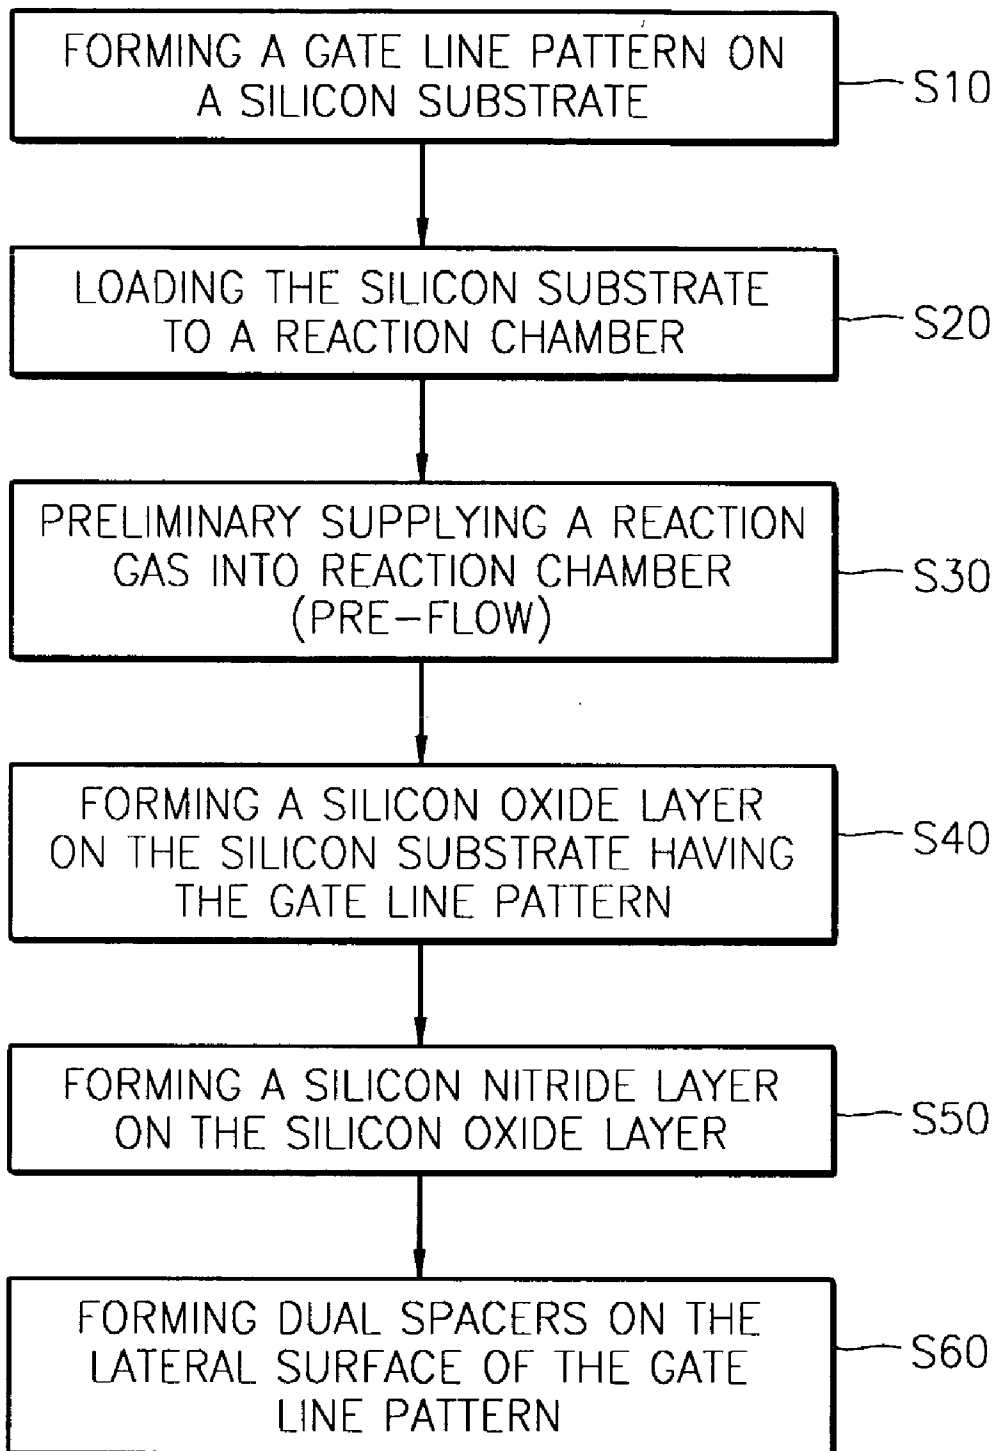 FORMING A GATE LINE PATTERN ON
A SILICON SUBSTRATE
S10
LOADING THE SILICON SUBSTRATE
TO A REACTION CHAMBER
S20
PRELIMINARY SUPPLYING A REACTION
GAS INTO REACTION CHAMBER
(PRE-FLOW)
S30
FORMING A SILICON OXIDE LAYER
ON THE SILICON SUBSTRATE HAVING
THE GATE LINE PATTERN
S40
FORMING A SILICON NITRIDE LAYER
ON THE SILICON OXIDE LAYER
S50
FORMING DUAL SPACERS ON THE
LATERAL SURFACE OF THE GATE
LINE PATTERN
S60